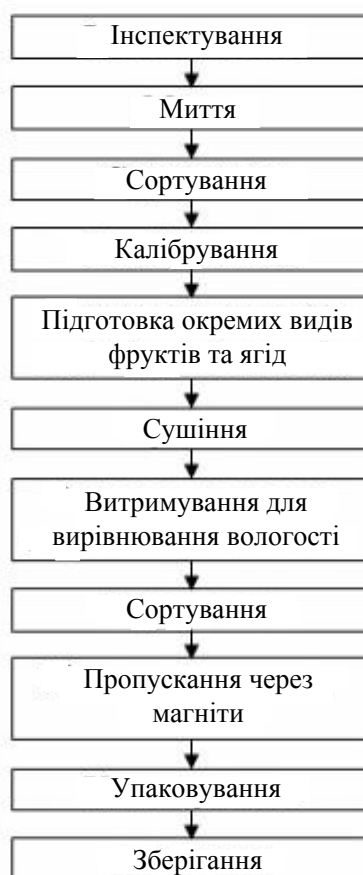 Інспектування
Миття
Сортування
Калібрування
Підготовка окремих видів
фруктів та ягід
Сушіння
Витримування для
вирівнювання вологості
Сортування
Пропускання через
магніти
Упаковування
Зберігання